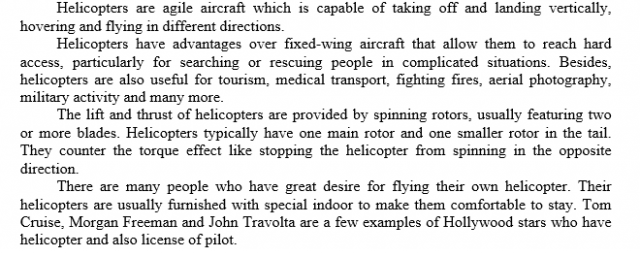 Helicopters are agile aircraft which is capable of taking off and landing vertically,
hovering and flying in different directions.
Helicopters have advantages over fixed-wing aircraft that allow them to reach hard
access, particularly for searching or rescuing people in complicated situations. Besides,
helicopters are also useful for tourism, medical transport, fighting fires, aerial photography,
military activity and many more.
The lift and thrust of helicopters are provided by spinning rotors, usually featuring two
or more blades. Helicopters typically have one main rotor and one smaller rotor in the tail.
They counter the torque effect like stopping the helicopter from spinning in the opposite
direction.
There are many people who have great desire for flying their own helicopter. Their
helicopters are usually furnished with special indoor to make them comfortable to stay. Tom
Cruise, Morgan Freeman and John Travolta are a few examples of Hollywood stars who have
helicopter and also license of pilot.